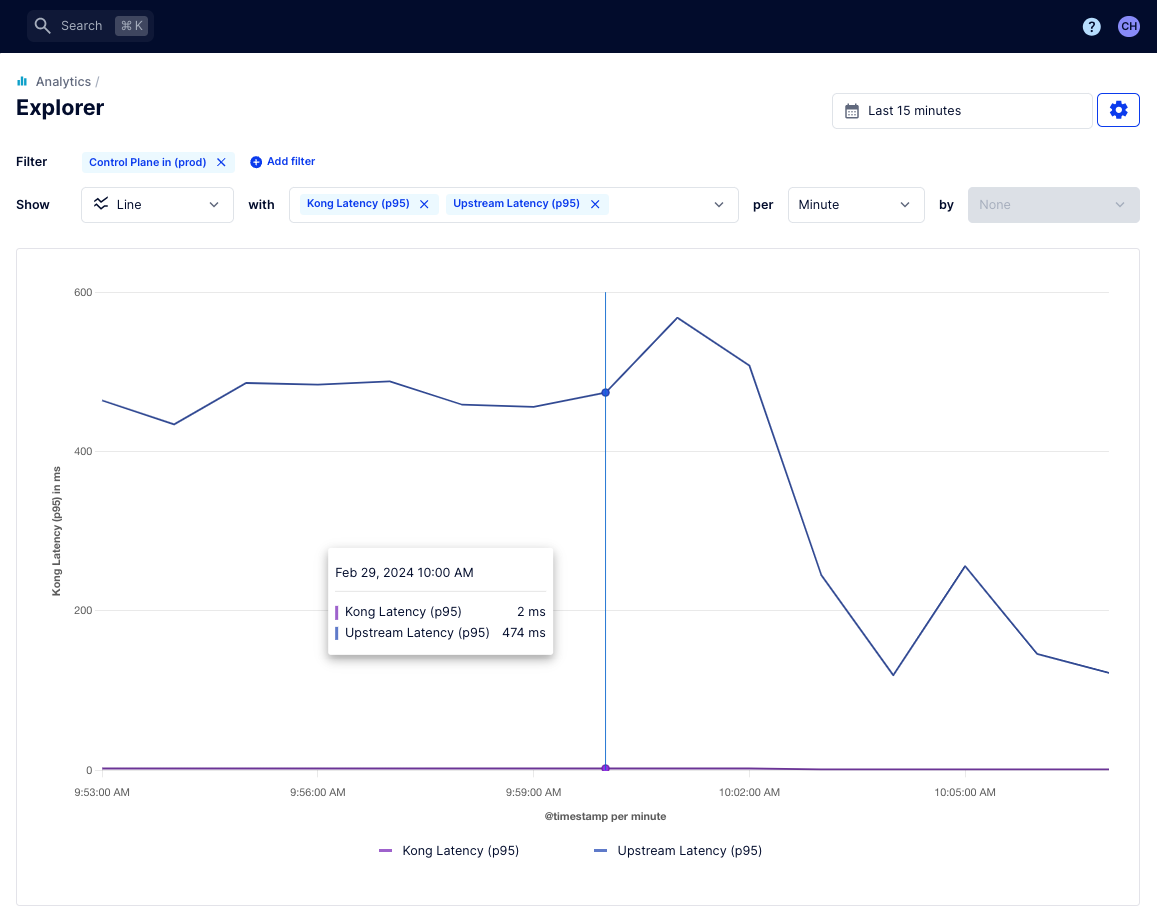 Search ⌘ K
? CH
Analytics /
Explorer
Last 15 minutes
Filter Control Plane in (prod) Add filter
Show Line with Kong Latency (p95) Upstream Latency (p95) per Minute by None
600
400
200
0
Kong Latency (p95) in ms
Feb 29, 2024 10:00 AM
Kong Latency (p95) 2 ms
Upstream Latency (p95) 474 ms
9:53:00 AM 9:56:00 AM 9:59:00 AM 10:02:00 AM 10:05:00 AM
@timestamp per minute
Kong Latency (p95) Upstream Latency (p95)